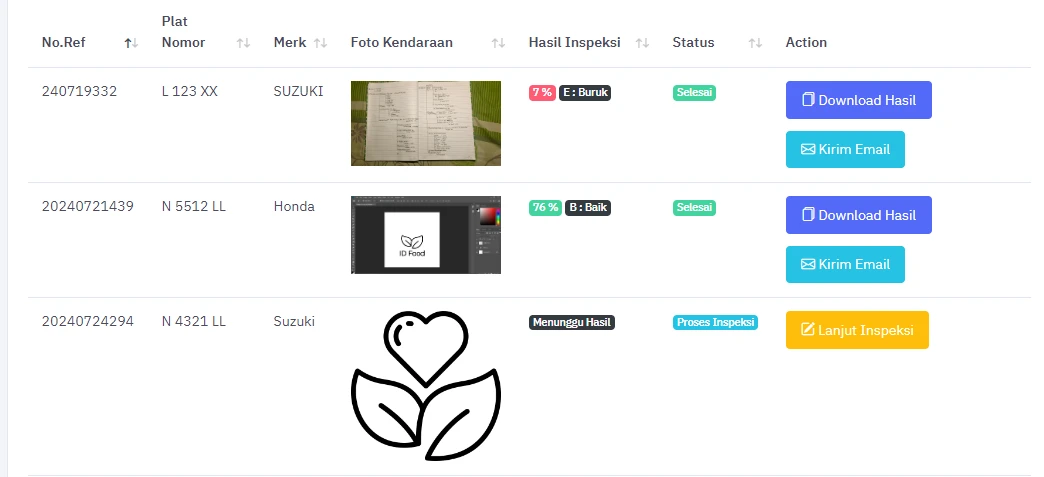 Plat
No.Ref Nomor Merk Foto Kendaraan Hasil Inspeksi Status Action
240719332 L 123 XX SUZUKI 7 % E : Buruk Selesai Download Hasil
Kirim Email
20240721439 N 5512 LL Honda 76 % B : Baik Selesai Download Hasil
ID Food
Kirim Email
20240724294 N 4321 LL Suzuki Menunggu Hasil Proses Inspeksi Lanjut Inspeksi